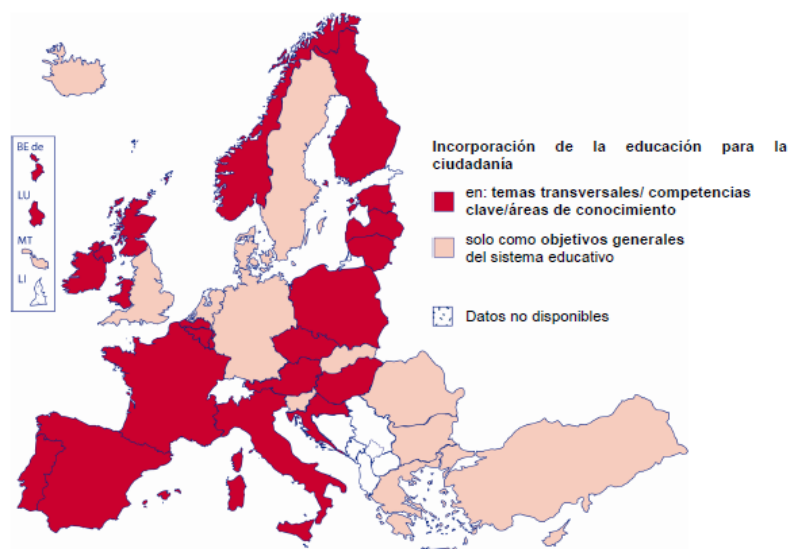 Incorporación de la educación para la
ciudadanía
en: temas transversales/ competencias
clave/áreas de conocimiento
solo como objetivos generales
del sistema educativo
Datos no disponibles
BE de
LU
MT
LI